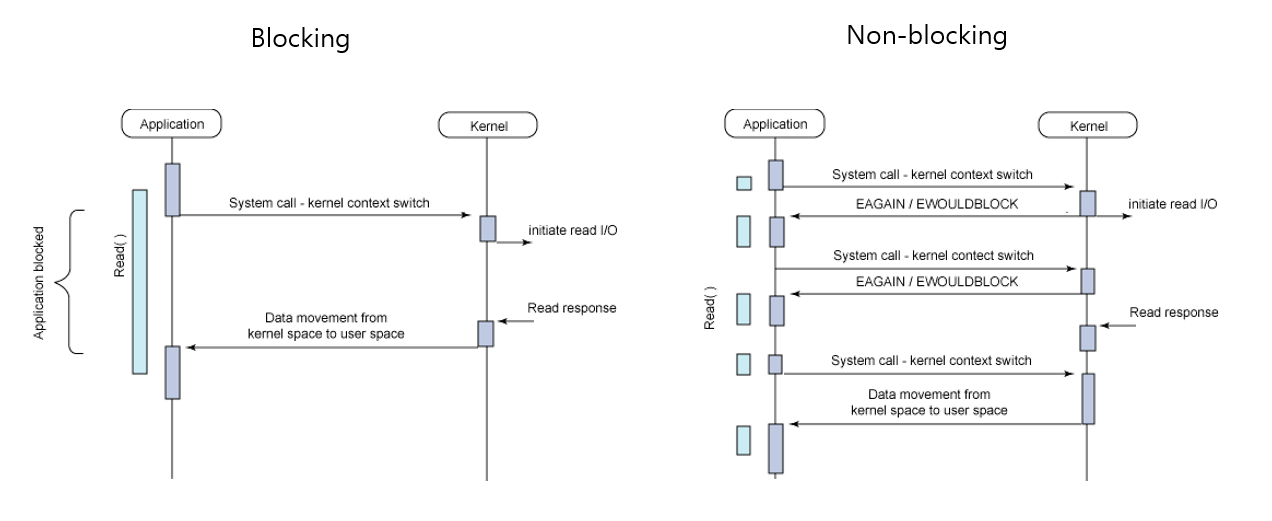 Blocking
Application
Kernel
System call - kernel context switch
initiate read I/O
Application blocked
Read( )
Read response
Data movement from
kernel space to user space
Non-blocking
Application
Kernel
System call - kernel context switch
EAGAIN / EWOULDBLOCK
initiate read I/O
System call - kernel contect switch
EAGAIN / EWOULDBLOCK
Read( )
Read response
System call - kernel context switch
Data movement from
kernel space to user space